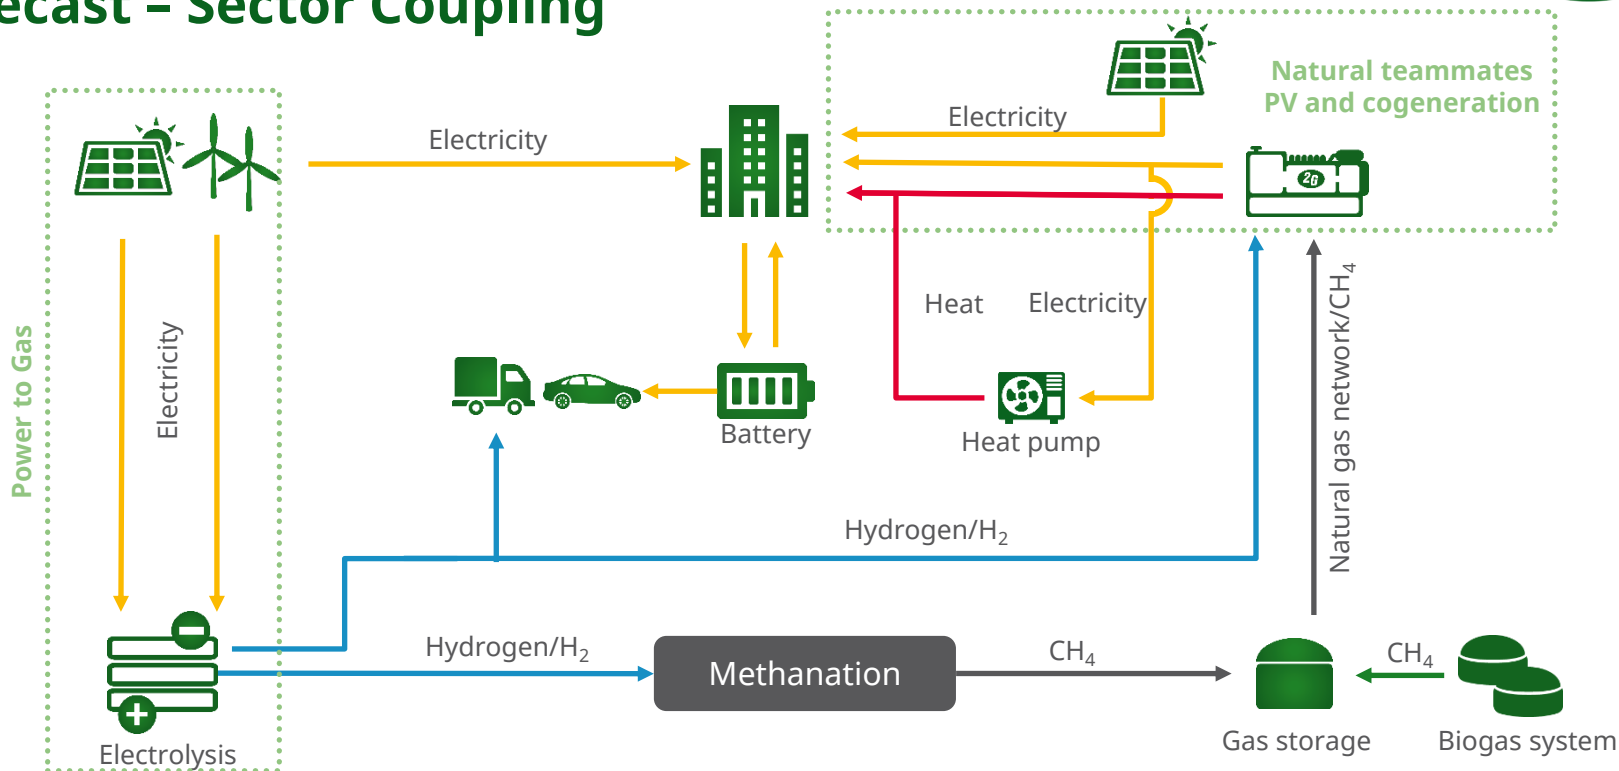 ecast – Sector Coupling
Natural teammates
PV and cogeneration
Electricity
Electricity
2G
Power to Gas
Electricity
Heat
Electricity
Natural gas network/CH₄
Battery
Heat pump
Hydrogen/H₂
Hydrogen/H₂
Methanation
CH₄
CH₄
Electrolysis
Gas storage
Biogas system